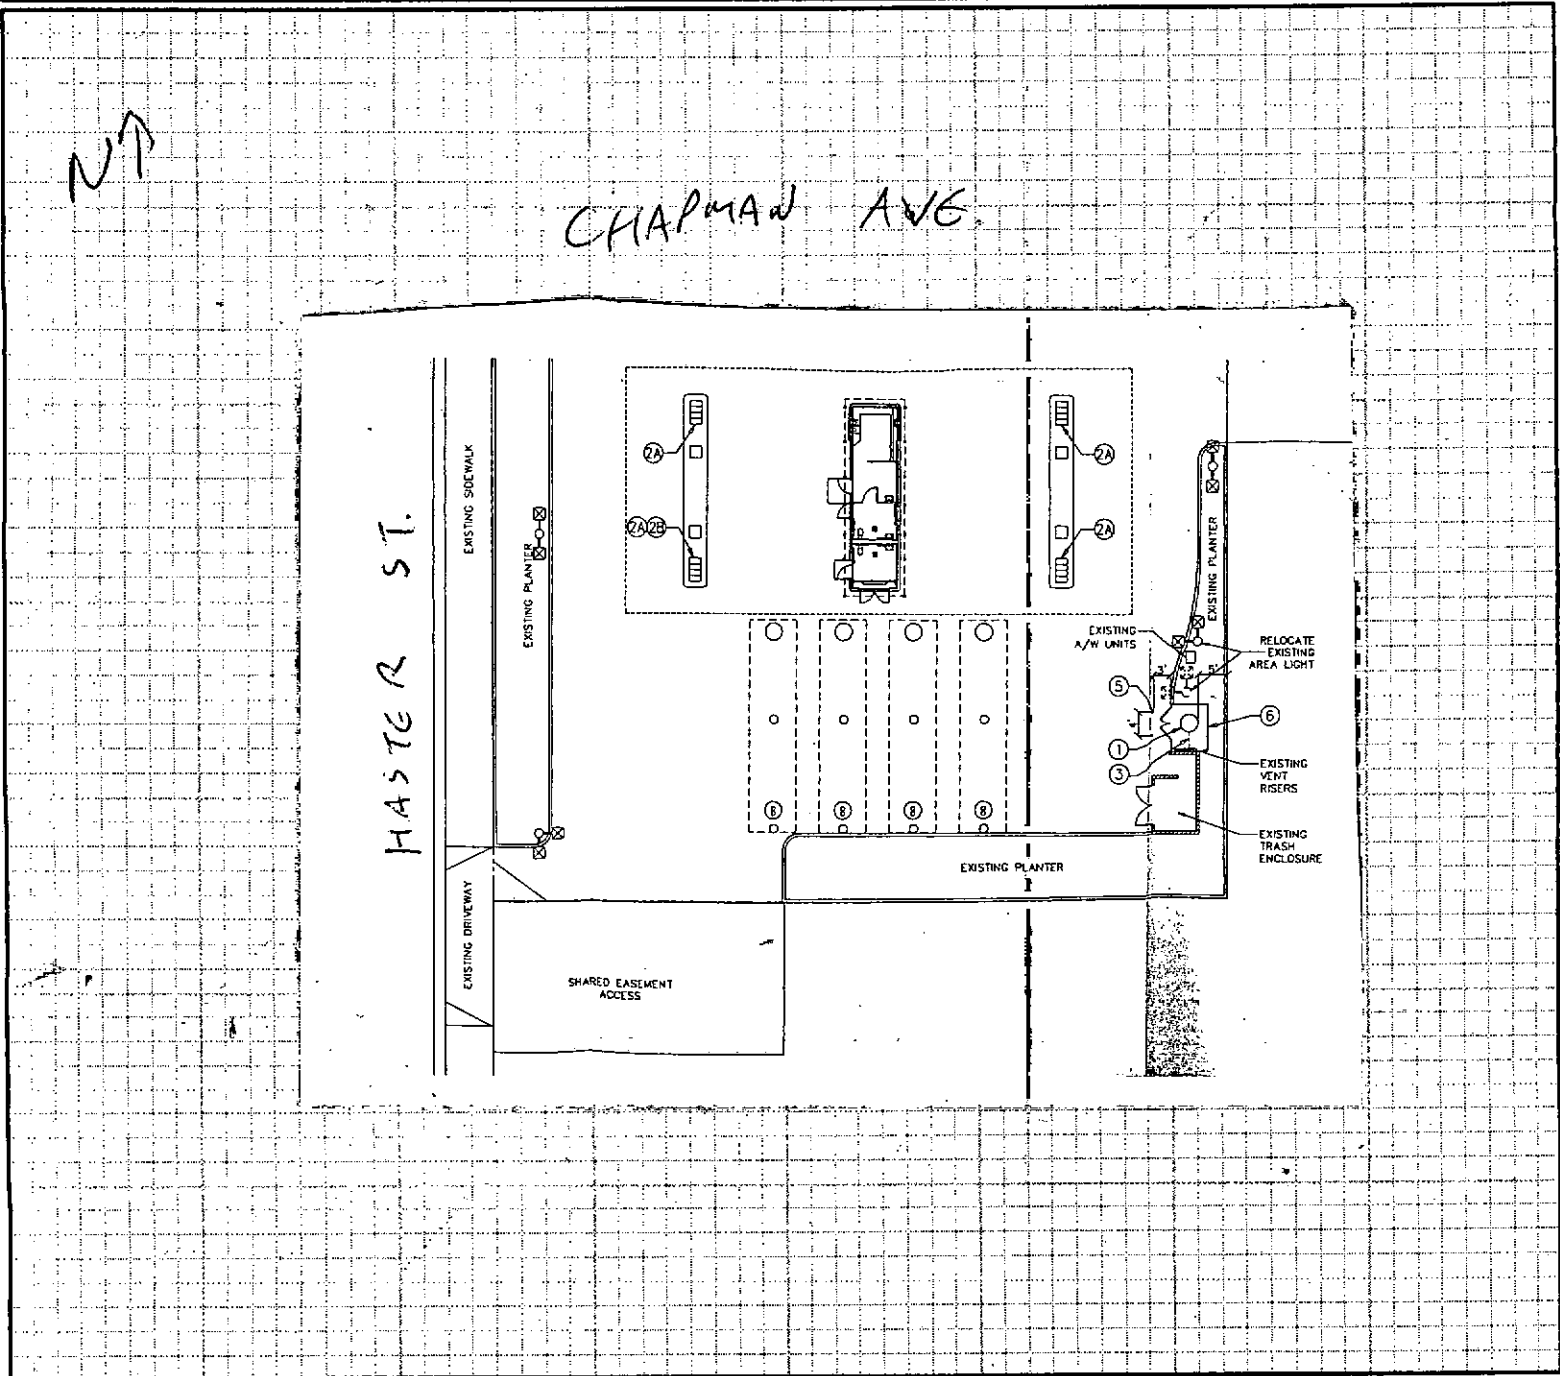 N
CHAPMAN AVE.
HASTER ST.
EXISTING SIDEWALK
EXISTING PLANTER
2A
2A 2B
2A
2A
EXISTING PLANTER
EXISTING
A/W UNITS
RELOCATE
EXISTING
AREA LIGHT
3'
5'
5
6
1
3
EXISTING
VENT
RISERS
8
8
8
8
EXISTING
TRASH
ENCLOSURE
EXISTING PLANTER
EXISTING DRIVEWAY
SHARED EASEMENT
ACCESS